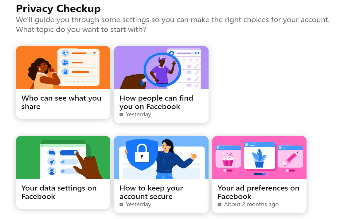 Privacy Checkup
We'll guide you through some settings so you can make the right choices for your account.
What topic do you want to start with?
Who can see what you
share
How people can find
you on Facebook
Yesterday
Your data settings on
Facebook
How to keep your
account secure
Yesterday
Your ad preferences on
Facebook
About 2 months ago